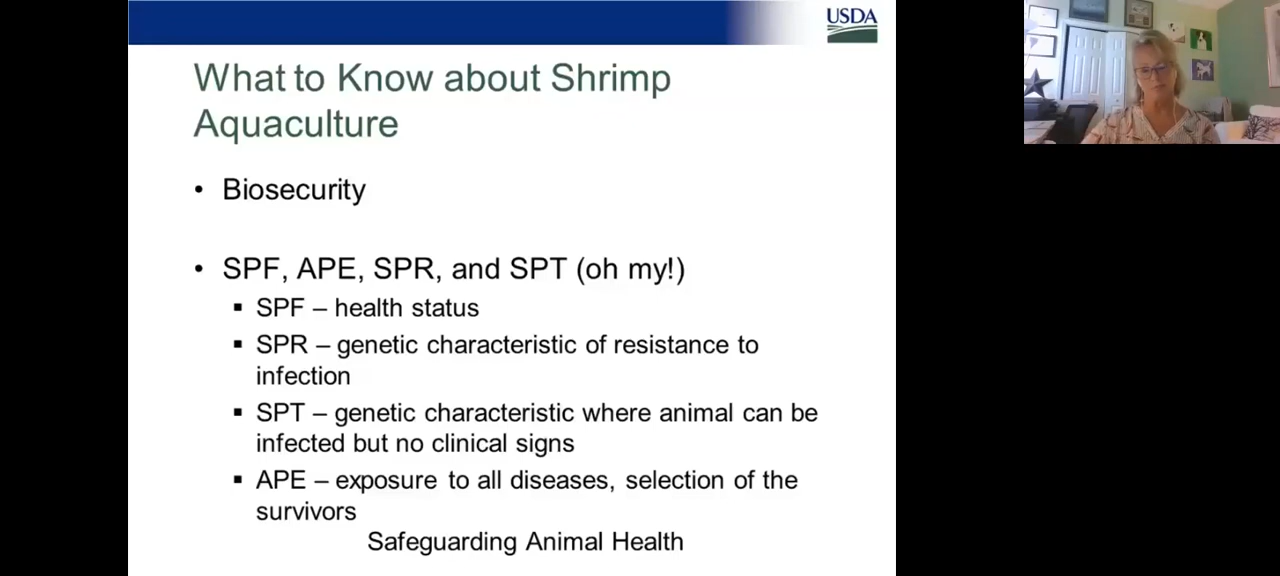 USDA
What to Know about Shrimp
Aquaculture
• Biosecurity
• SPF, APE, SPR, and SPT (oh my!)
▪ SPF – health status
▪ SPR – genetic characteristic of resistance to
infection
▪ SPT – genetic characteristic where animal can be
infected but no clinical signs
▪ APE – exposure to all diseases, selection of the
survivors
Safeguarding Animal Health